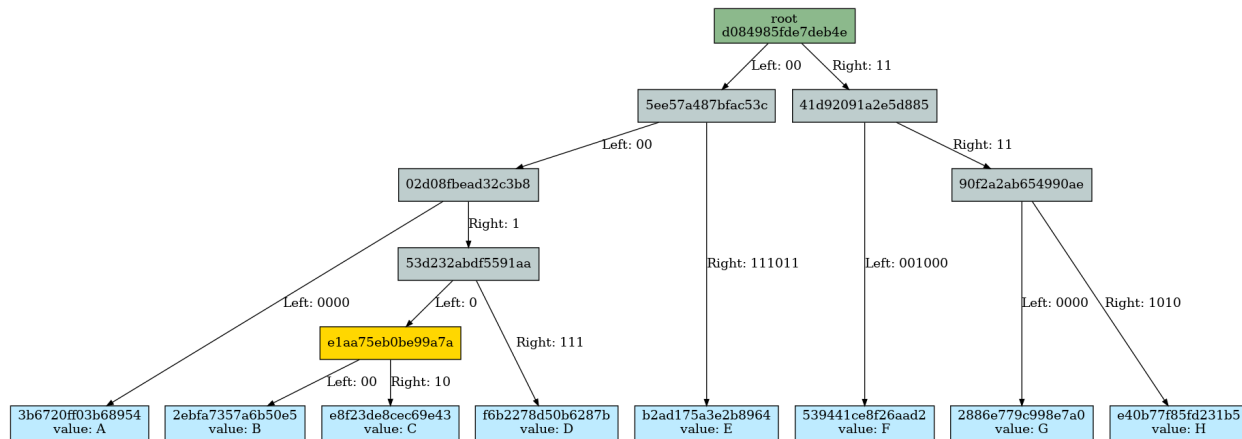 root
d084985fde7deb4e
Left: 00
Right: 11
5ee57a487bfac53c
41d92091a2e5d885
Left: 00
Right: 11
02d08fbead32c3b8
90f2a2ab654990ae
Right: 1
53d232abdf5591aa
Right: 111011
Left: 001000
Left: 0000
Left: 0
Left: 0000
Right: 1010
e1aa75eb0be99a7a
Right: 111
Left: 00
Right: 10
3b6720ff03b68954
value: A
2ebfa7357a6b50e5
value: B
e8f23de8cec69e43
value: C
f6b2278d50b6287b
value: D
b2ad175a3e2b8964
value: E
539441ce8f26aad2
value: F
2886e779c998e7a0
value: G
e40b77f85fd231b5
value: H